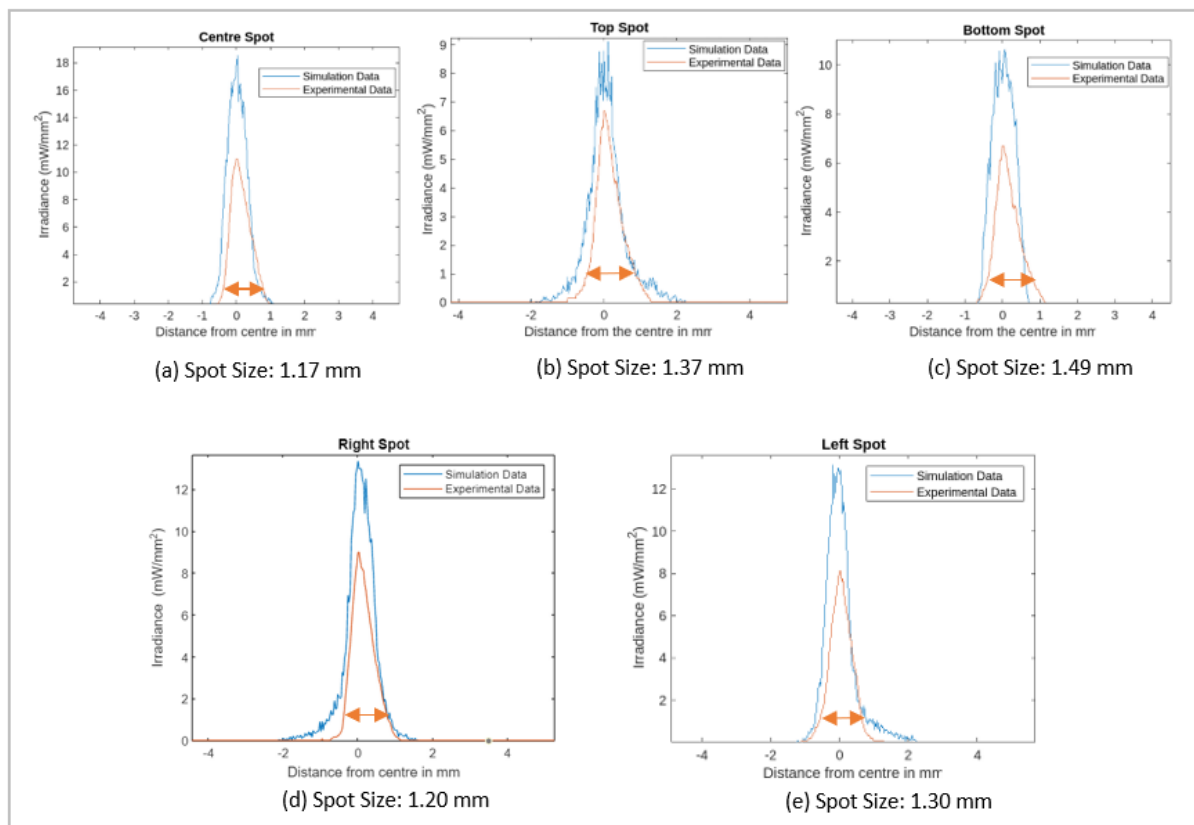 Centre Spot
Simulation Data
Experimental Data
Irradiance (mW/mm²)
18
16
14
12
10
8
6
4
2
-4 -3 -2 -1 0 1 2 3 4
Distance from centre in mm
(a) Spot Size: 1.17 mm
Top Spot
Simulation Data
Experimental Data
Irradiance (mW/mm²)
9
8
7
6
5
4
3
2
1
0
-4 -2 0 2 4
Distance from the centre in mm
(b) Spot Size: 1.37 mm
Bottom Spot
Simulation Data
Experimental Data
Irradiance (mW/mm²)
10
8
6
4
2
-4 -3 -2 -1 0 1 2 3 4
Distance from the centre in mm
(c) Spot Size: 1.49 mm
Right Spot
Simulation Data
Experimental Data
Irradiance (mW/mm²)
12
10
8
6
4
2
0
-4 -2 0 2 4
Distance from centre in mm
(d) Spot Size: 1.20 mm
Left Spot
Simulation Data
Experimental Data
Irradiance (mW/mm²)
12
10
8
6
4
2
-4 -2 0 2 4
Distance from centre in mm
(e) Spot Size: 1.30 mm